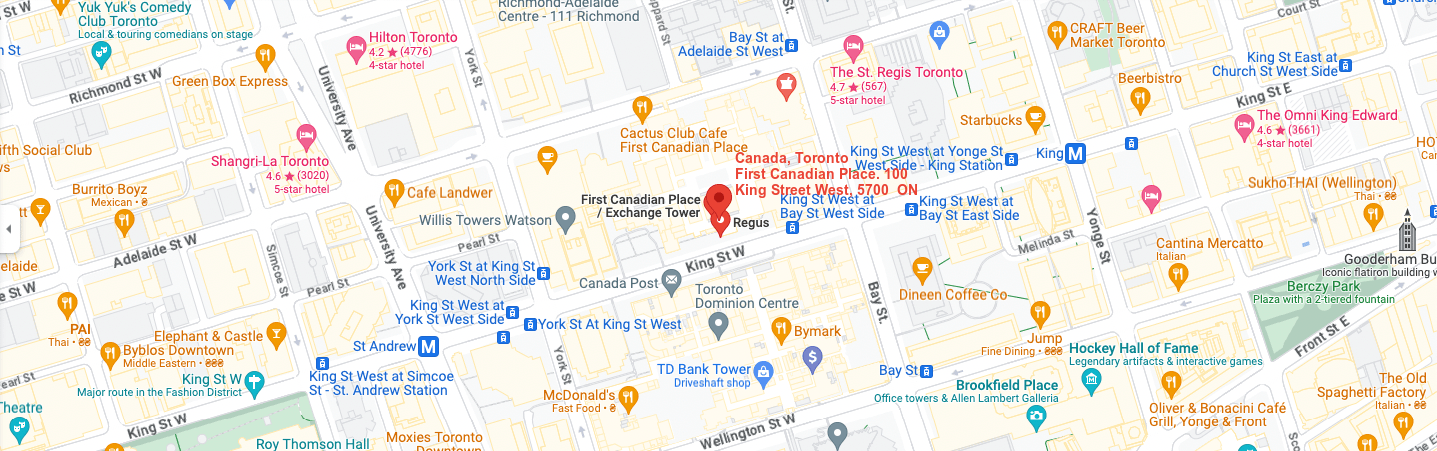 St W
Yuk Yuk's Comedy
Club Toronto
Local & touring comedians on stage
Richmond-Adelaide
Centre - 111 Richmond
Hilton Toronto
4.2 ★ (4776)
4-star hotel
York St
Bay St at
Adelaide St West
St.
The St. Regis Toronto
4.7 ★ (567)
5-star hotel
CRAFT Beer
Market Toronto
Court St
King St East at
Church St West Side
n St
Green Box Express
Richmond St W
University Ave
Beerbistro
King St E
Cactus Club Cafe
First Canadian Place
Starbucks
The Omni King Edward
4.6 ★ (3661)
4-star hotel
ifth Social Club
ws
Shangri-La Toronto
4.6 ★ (3020)
5-star hotel
Canada, Toronto
First Canadian Place. 100
King Street West, 5700 ON
King St West at Yonge St
West Side - King Station
King M
Burrito Boyz
Mexican • ₴
Cafe Landwer
First Canadian Place
/ Exchange Tower
Regus
King St West at
Bay St West Side
King St West at
Bay St East Side
SukhoTHAI (Wellington)
Thai • ₴₴
tt
Willis Towers Watson
University Ave
Adelaide St W
Pearl St
King St W
Yonge St
Melinda St
Cantina Mercatto
Italian
Gooderham Bu
Iconic flatiron building w
elaide
e St W
Simcoe St
Pearl St
York St at King St
West North Side
Canada Post
Toronto
Dominion Centre
Bay St.
Dineen Coffee Co
Berczy Park
Plaza with a 2-tiered fountain
King St West at
York St West Side
York St At King St West
Bymark
Jump
Fine Dining • ₴₴₴
Front St E
PAI
Thai • ₴₴
Elephant & Castle
Byblos Downtown
Middle Eastern • ₴₴₴
St Andrew M
York St
Hockey Hall of Fame
Legendary artifacts & interactive games
Pearl St
King St W
Major route in the Fashion District
King St West at Simcoe
St - St. Andrew Station
TD Bank Tower
Driveshaft shop
Bay St
Brookfield Place
Office towers & Allen Lambert Galleria
The Old
Spaghetti Factory
Italian • ₴₴
McDonald's
Fast Food • ₴
Theatre
King St W
Roy Thomson Hall
Moxies Toronto
Downtown
Wellington St W
Oliver & Bonacini Café
Grill, Yonge & Front